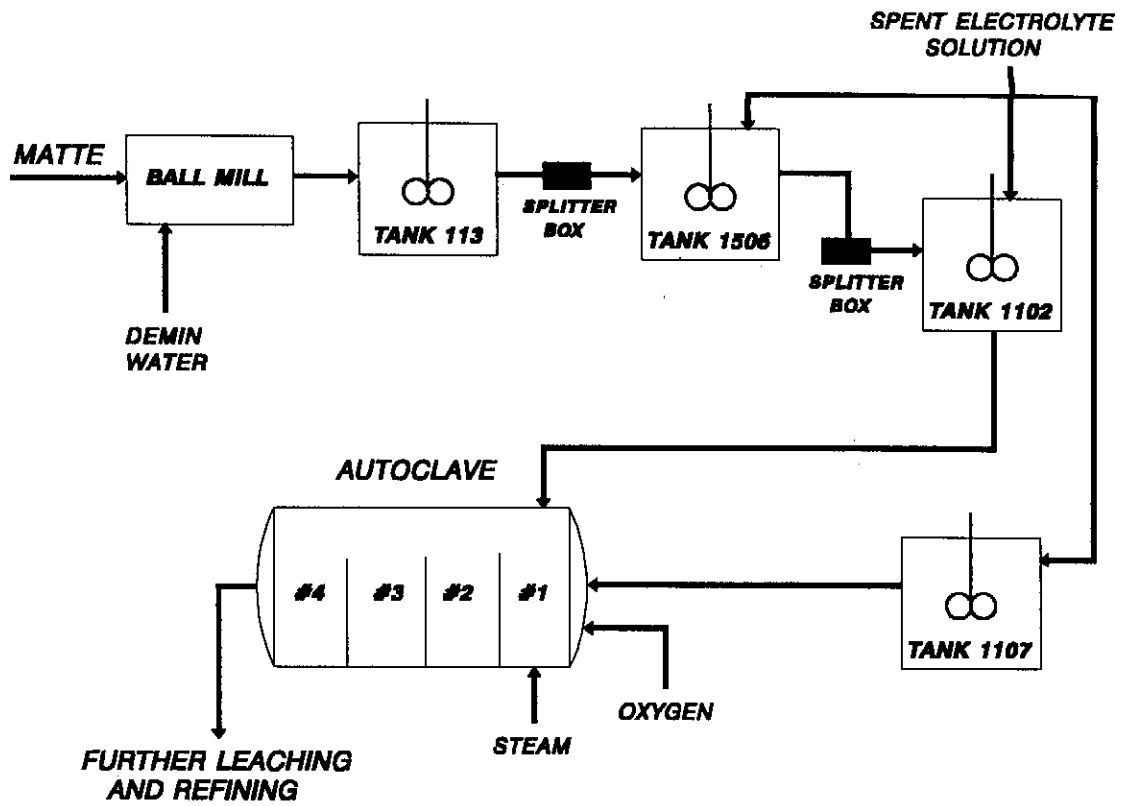 SPENT ELECTROLYTE
SOLUTION
MATTE
BALL MILL
TANK 113
SPLITTER
BOX
TANK 1506
SPLITTER
BOX
TANK 1102
DEMIN
WATER
AUTOCLAVE
#4
#3
#2
#1
TANK 1107
OXYGEN
STEAM
FURTHER LEACHING
AND REFINING